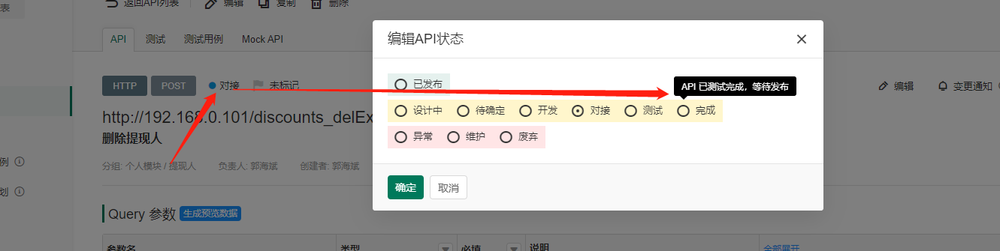 表
返回API列表 编辑 复制 删除
API 测试 测试用例 Mock API
编辑API状态
HTTP POST 对接 未标记
编辑 变更通知
已发布
API 已测试完成，等待发布
设计中 待确定 开发 对接 测试 完成
异常 维护 废弃
http://192.168.0.101/discounts_delEx
删除提现人
例
分组: 个人模块 / 提现人 负责人: 郭海斌 创建者: 郭海斌
划
确定 取消
Query 参数 生成预览数据
参数名 类型 必填 说明 全部展开